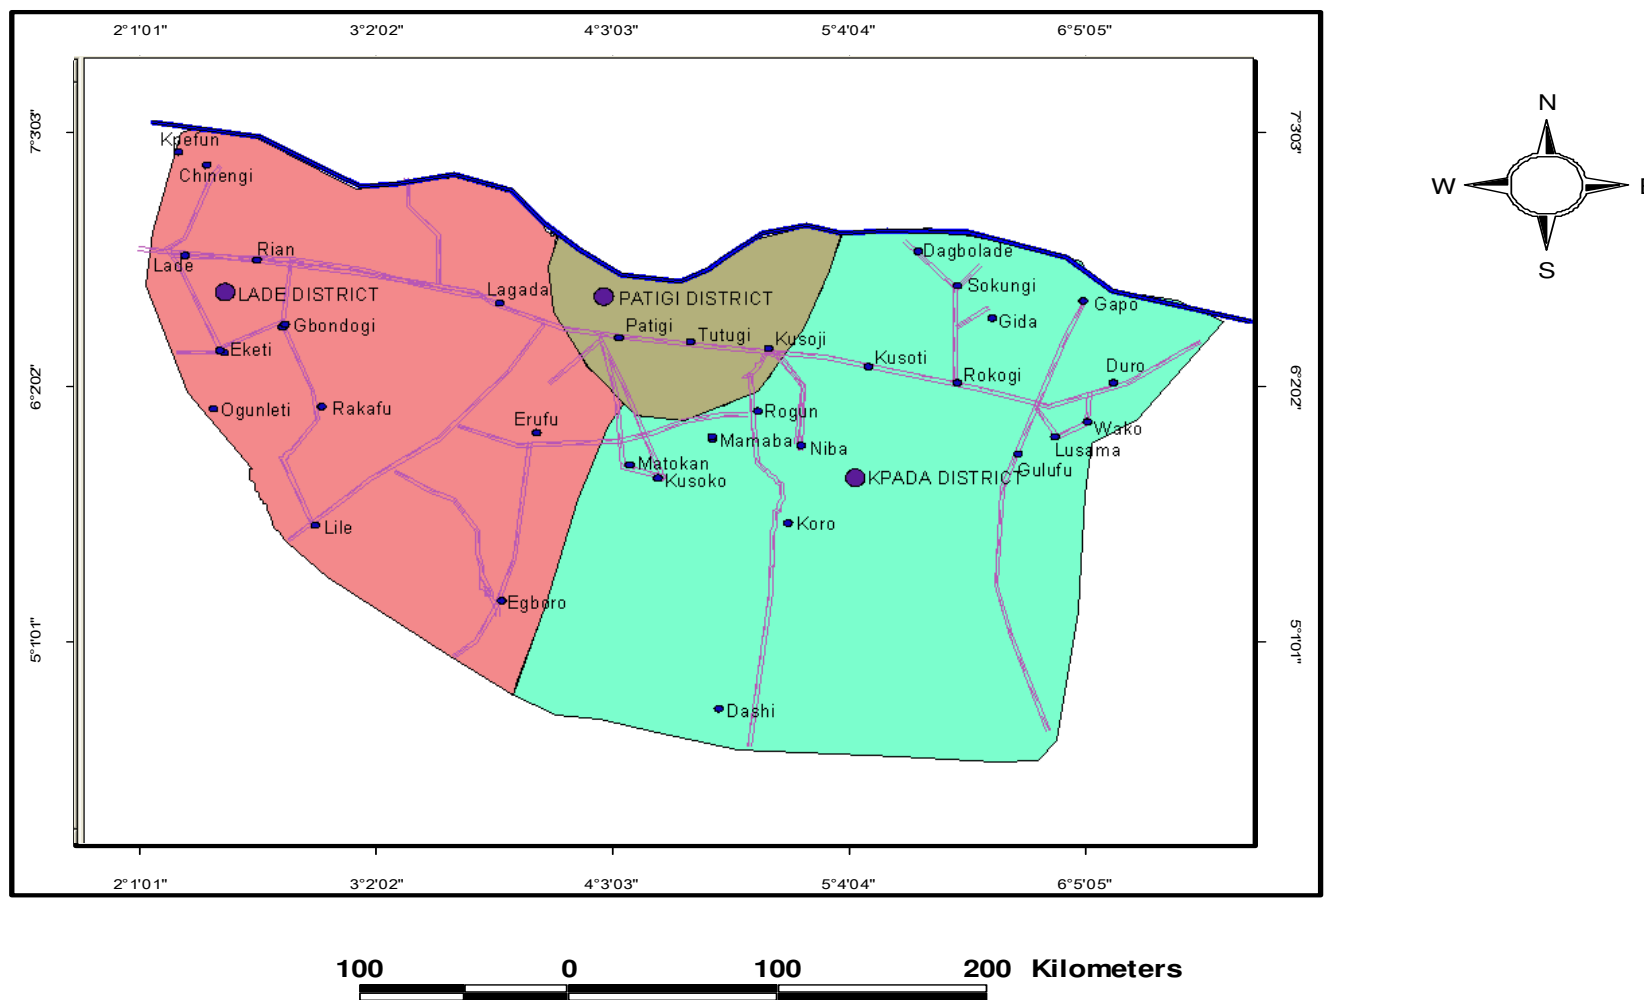 2°1'01" 3°2'02" 4°3'03" 5°4'04" 6°5'05"
N
7°3'03" 7°3'03"
Kpefun
Chinengi
W E
Dagbolade
Rian
Lade
Sokungi
LADE DISTRICT Lagada PATIGI DISTRICT Gapo
Gbondogi Patigi Tutugi Kusoji Gida
S
Eketi Kusoti Duro
6°2'02" Rokogi 6°2'02"
Ogunleti Rakafu Erufu Rogun Wako
Mamaba Niba Lusama
Matokan Gulufu
Kusoko KPADA DISTRICT
Lile Koro
Egboro
5°1'01" 5°1'01"
Dashi
2°1'01" 3°2'02" 4°3'03" 5°4'04" 6°5'05"
100 0 100 200 Kilometers